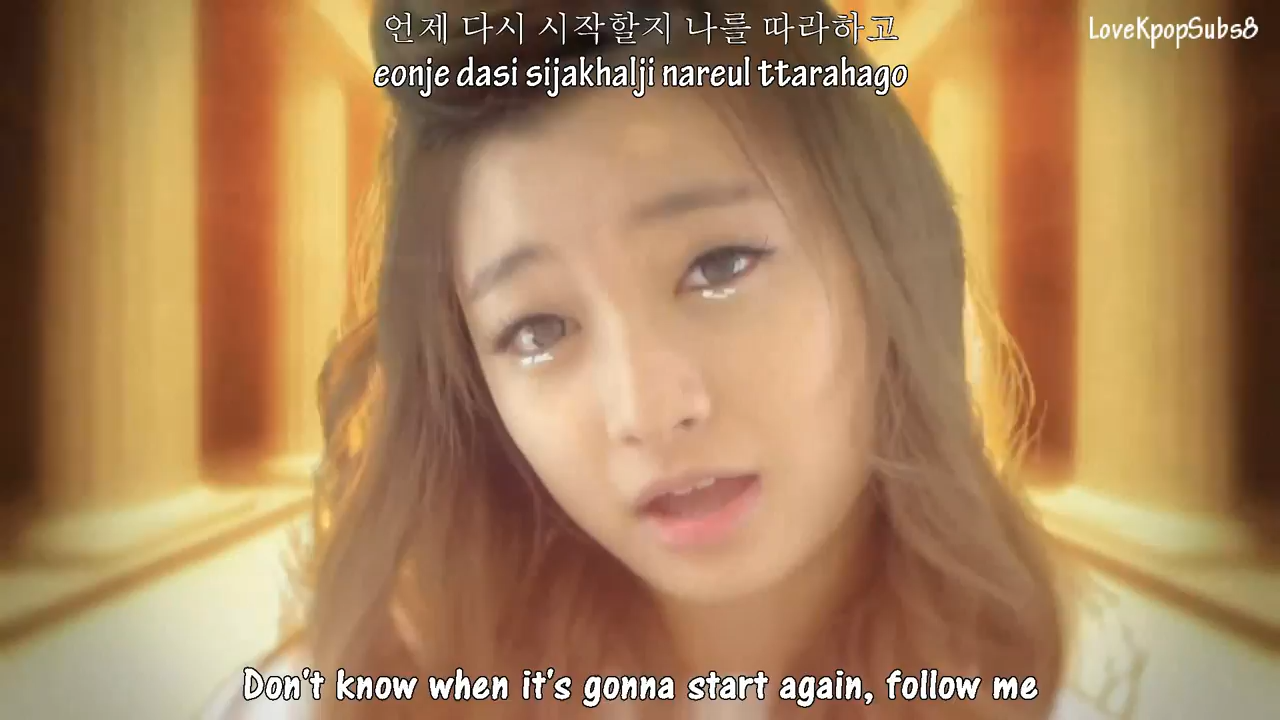 언제 다시 시작할지 나를 따라하고
LoveKpopSubs8
eonje dasi sijakhalji nareul ttarahago
Don't know when it's gonna start again, follow me